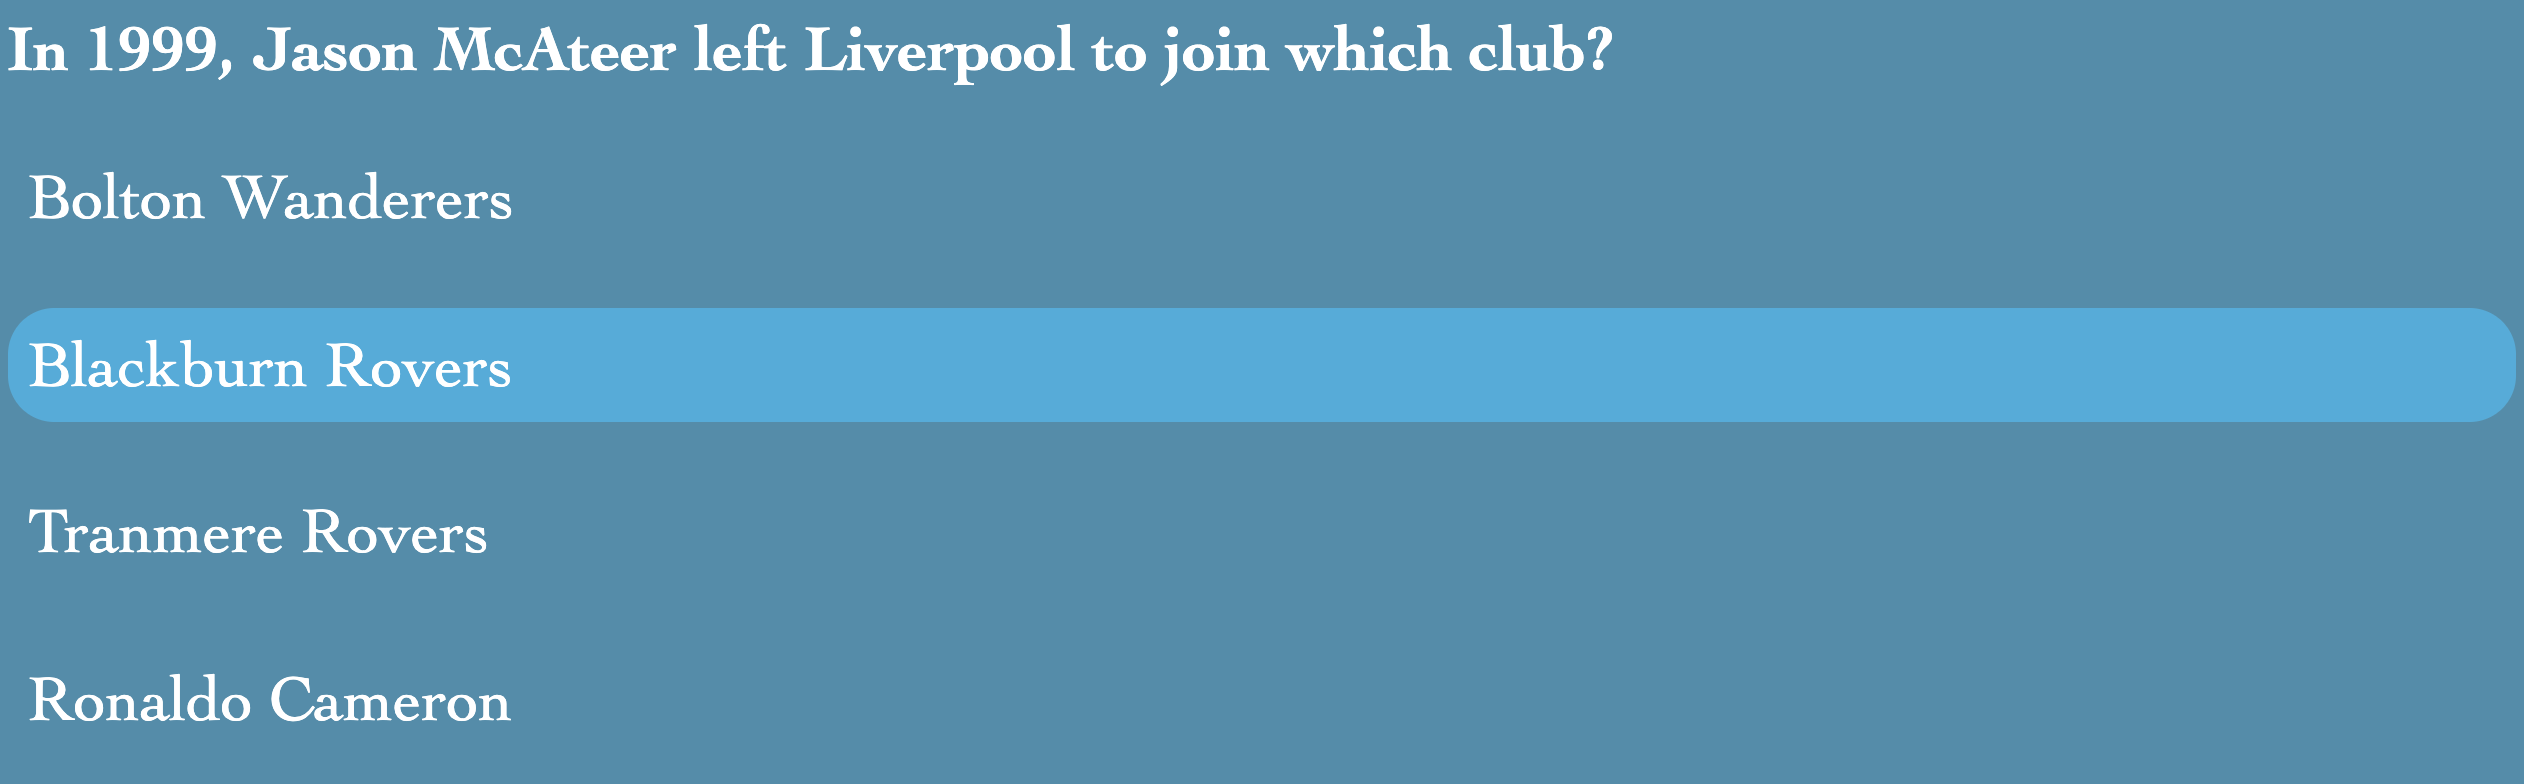 In 1999, Jason McAteer left Liverpool to join which club?
Bolton Wanderers
Blackburn Rovers
Tranmere Rovers
Ronaldo Cameron